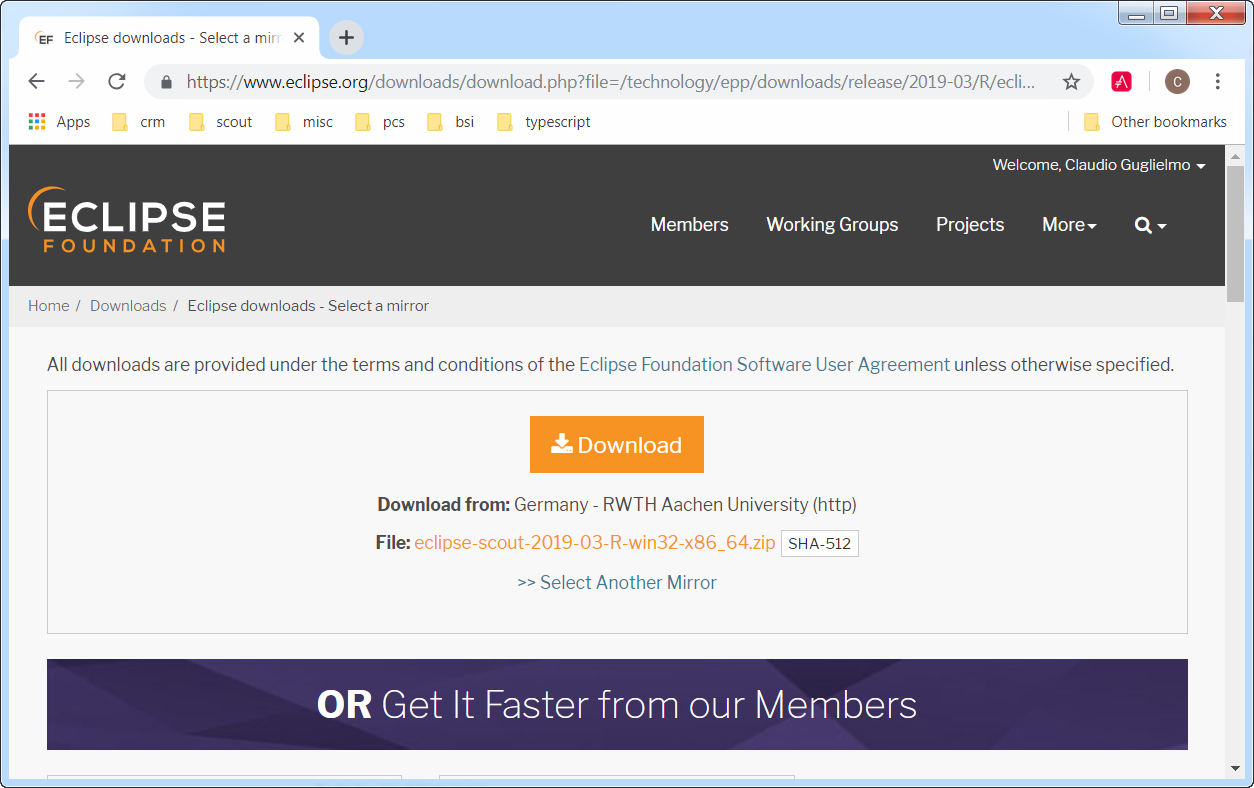 EF Eclipse downloads - Select a mirr
https://www.eclipse.org/downloads/download.php?file=/technology/epp/downloads/release/2019-03/R/ecli... C
Apps crm scout misc pcs bsi typescript Other bookmarks
Welcome, Claudio Guglielmo
ECLIPSE
FOUNDATION
Members Working Groups Projects More
Home / Downloads / Eclipse downloads - Select a mirror
All downloads are provided under the terms and conditions of the Eclipse Foundation Software User Agreement unless otherwise specified.
Download
Download from: Germany - RWTH Aachen University (http)
File: eclipse-scout-2019-03-R-win32-x86_64.zip SHA-512
>> Select Another Mirror
OR Get It Faster from our Members